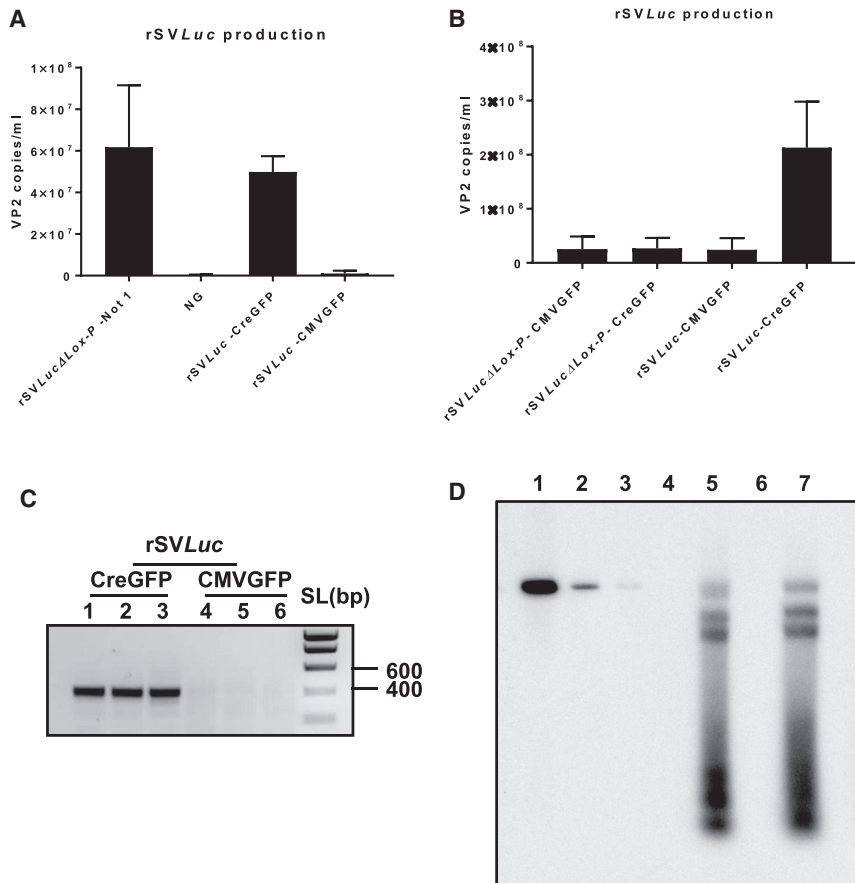 A
rSVLuc production
VP2 copies/ml
1×10⁸
8×10⁷
6×10⁷
4×10⁷
2×10⁷
0
rSVLucΔLox-P -Not1
NG
rSVLuc -CreGFP
rSVLuc -CMVGFP
B
rSVLuc production
VP2 copies/ml
4✖10⁸
3✖10⁸
2✖10⁸
1✖10⁸
0
rSVLucΔLox-P- CMVGFP
rSVLucΔLox-P- CreGFP
rSVLuc-CMVGFP
rSVLuc-CreGFP
C
rSVLuc
CreGFP CMVGFP SL(bp)
1 2 3 4 5 6
600
400
D
1 2 3 4 5 6 7